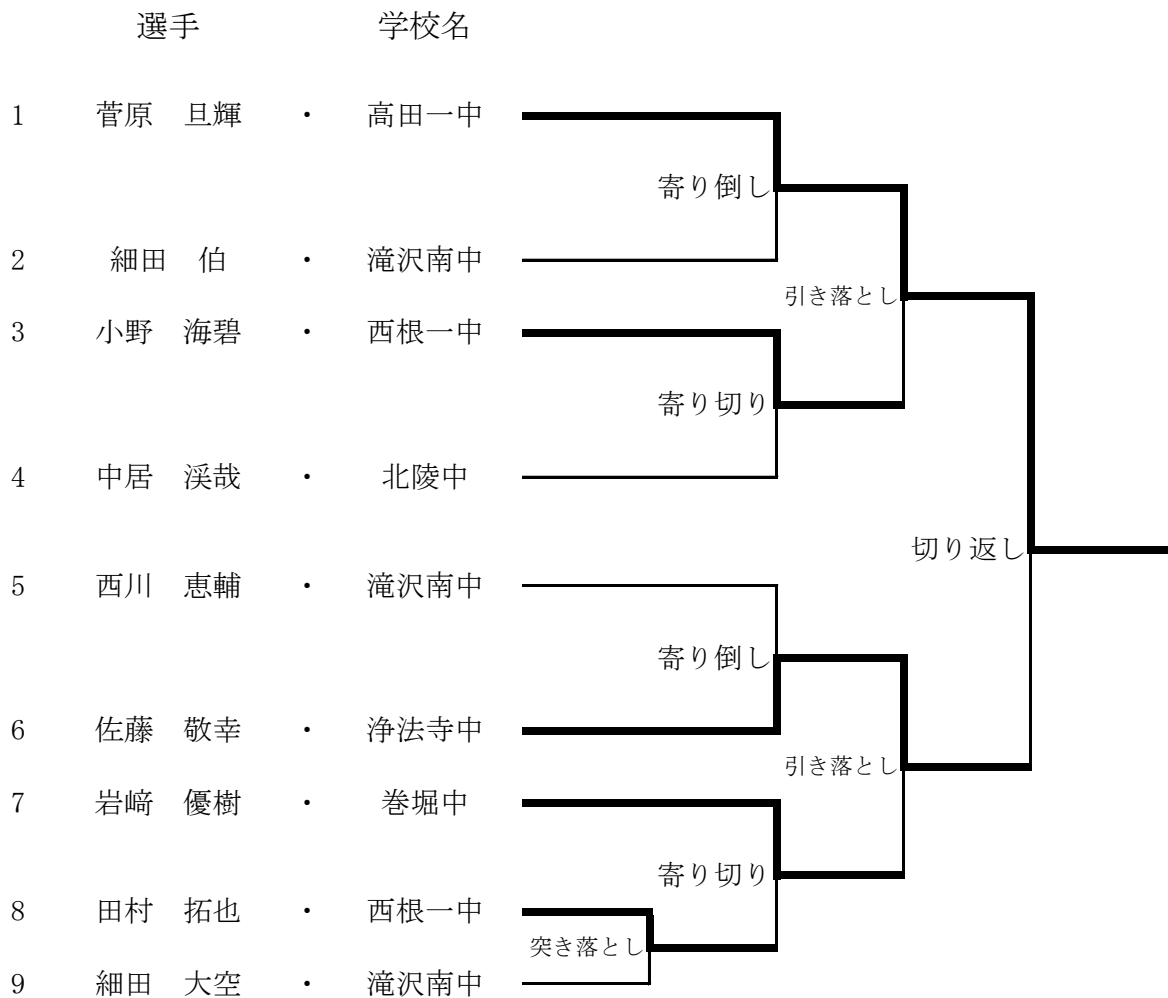 選手 学校名
1 菅原 旦輝 ・ 高田一中
寄り倒し
2 細田 伯 ・ 滝沢南中
引き落とし
3 小野 海碧 ・ 西根一中
寄り切り
4 中居 渓哉 ・ 北陵中
切り返し
5 西川 恵輔 ・ 滝沢南中
寄り倒し
6 佐藤 敬幸 ・ 浄法寺中
引き落とし
7 岩﨑 優樹 ・ 巻堀中
寄り切り
8 田村 拓也 ・ 西根一中
突き落とし
9 細田 大空 ・ 滝沢南中